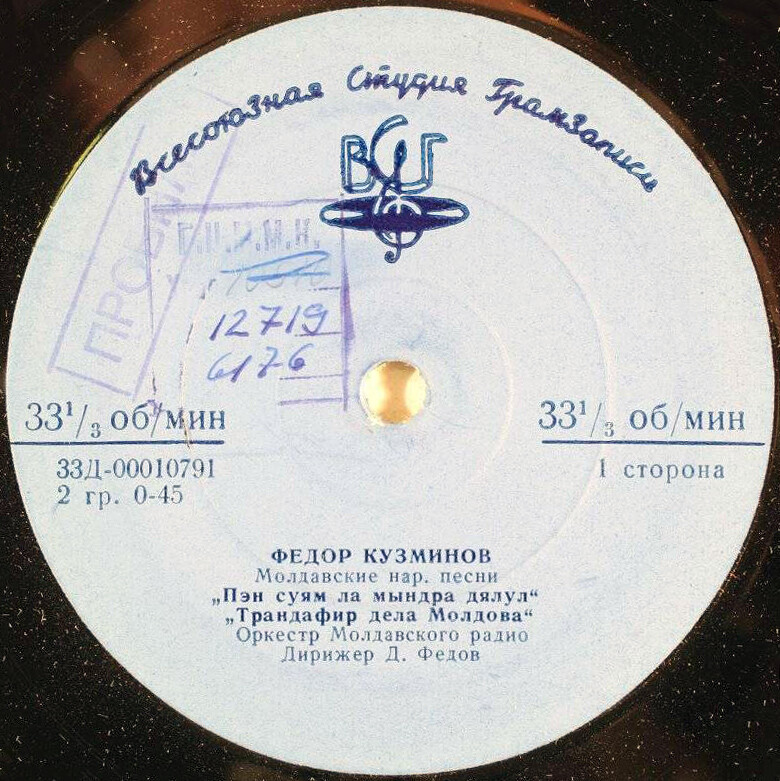 Всесоюзная Студия Грамзаписи
ВСГ
Г.Ц.М.М.К.
12719
6176
33¹/₃ об/мин
33¹/₃ об/мин
33Д-00010791
2 гр. 0-45
1 сторона
ФЕДОР КУЗМИНОВ
Молдавские нар. песни
„Пэн суям ла мындра дялул“
„Трандафир дела Молдова“
Оркестр Молдавского радио
Дирижер Д. Федов